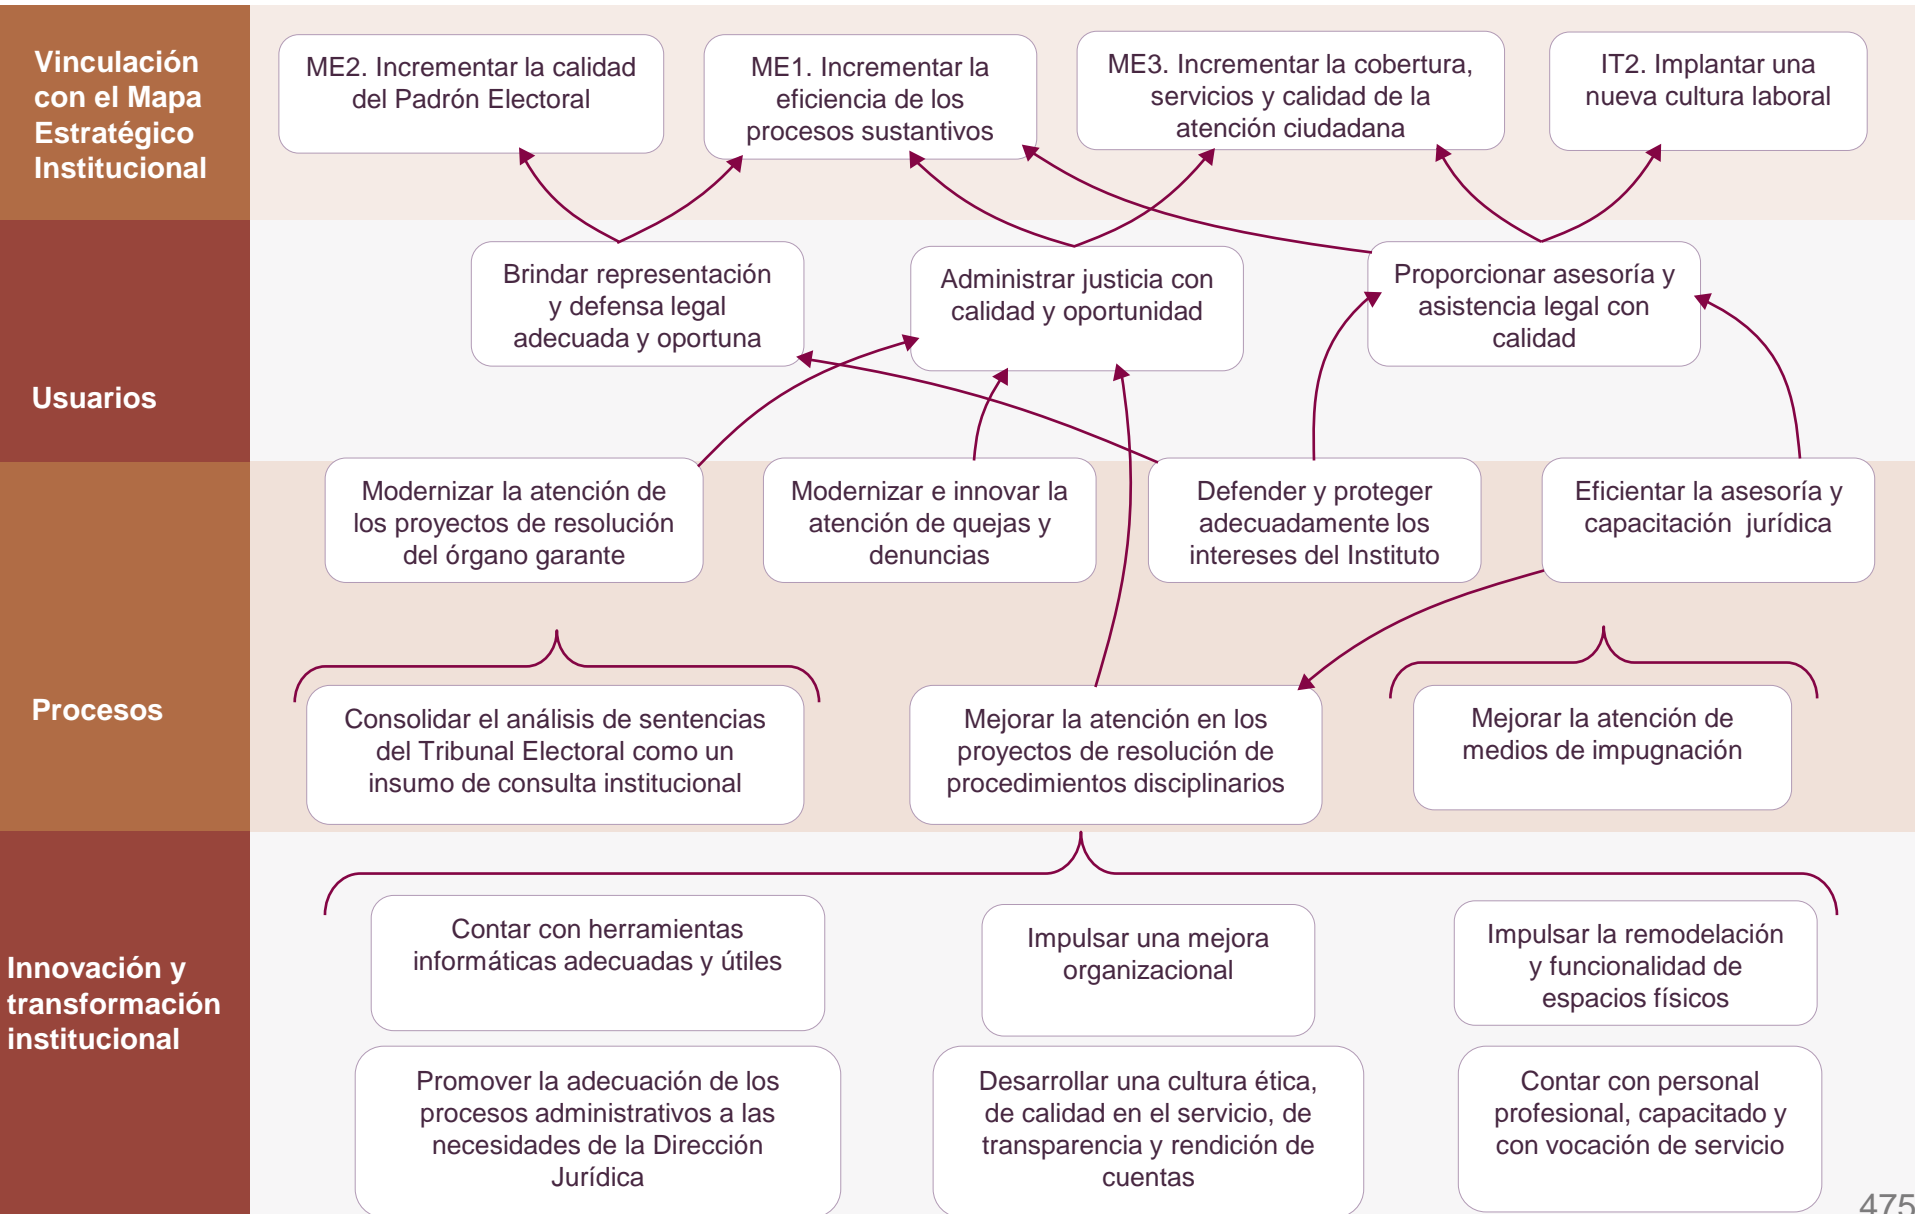 Vinculación
con el Mapa
Estratégico
Institucional
ME2. Incrementar la calidad
del Padrón Electoral
ME1. Incrementar la
eficiencia de los
procesos sustantivos
ME3. Incrementar la cobertura,
servicios y calidad de la
atención ciudadana
IT2. Implantar una
nueva cultura laboral
Usuarios
Brindar representación
y defensa legal
adecuada y oportuna
Administrar justicia con
calidad y oportunidad
Proporcionar asesoría y
asistencia legal con
calidad
Procesos
Modernizar la atención de
los proyectos de resolución
del órgano garante
Modernizar e innovar la
atención de quejas y
denuncias
Defender y proteger
adecuadamente los
intereses del Instituto
Eficientar la asesoría y
capacitación jurídica
Consolidar el análisis de sentencias
del Tribunal Electoral como un
insumo de consulta institucional
Mejorar la atención en los
proyectos de resolución de
procedimientos disciplinarios
Mejorar la atención de
medios de impugnación
Innovación y
transformación
institucional
Contar con herramientas
informáticas adecuadas y útiles
Impulsar una mejora
organizacional
Impulsar la remodelación
y funcionalidad de
espacios físicos
Promover la adecuación de los
procesos administrativos a las
necesidades de la Dirección
Jurídica
Desarrollar una cultura ética,
de calidad en el servicio, de
transparencia y rendición de
cuentas
Contar con personal
profesional, capacitado y
con vocación de servicio
475